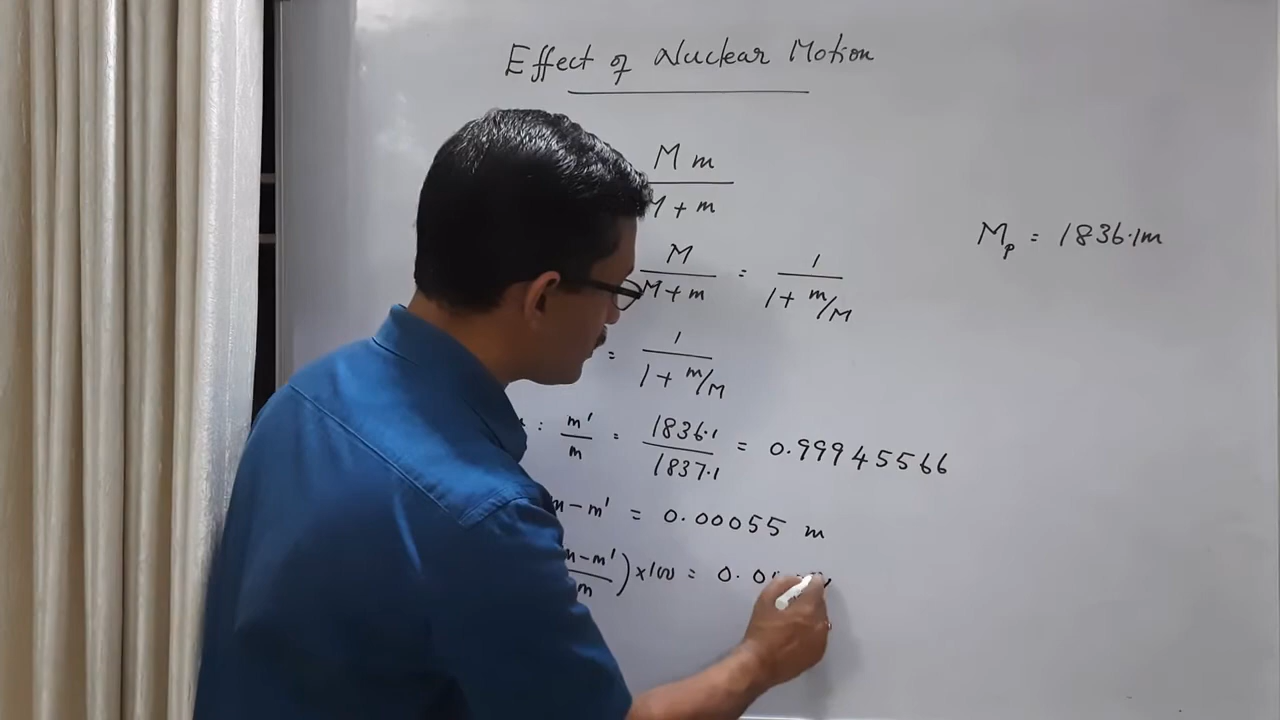 Effect of Nuclear Motion
M m
M + m
Mp = 1836.1m
M / M + m = 1 / 1 + m/M
= 1 / 1 + m/M
: m' / m = 1836.1 / 1837.1 = 0.99945566
m - m' = 0.00055 m
m - m' / m ) x 100 = 0.0